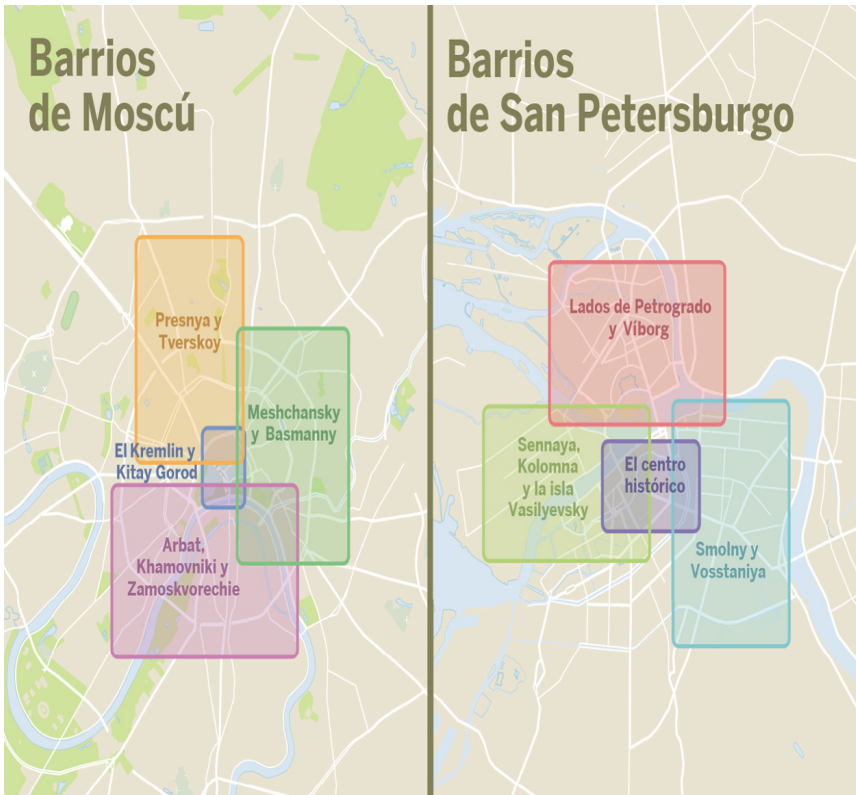 Barrios
de Moscú
Presnya y
Tverskoy
Meshchansky
y Basmanny
El Kremlin y
Kitay Gorod
Arbat,
Khamovniki y
Zamoskvorechie
Barrios
de San Petersburgo
Lados de Petrogrado
y Víborg
Sennaya,
Kolomna
y la isla
Vasilyevsky
El centro
histórico
Smolny y
Vosstaniya